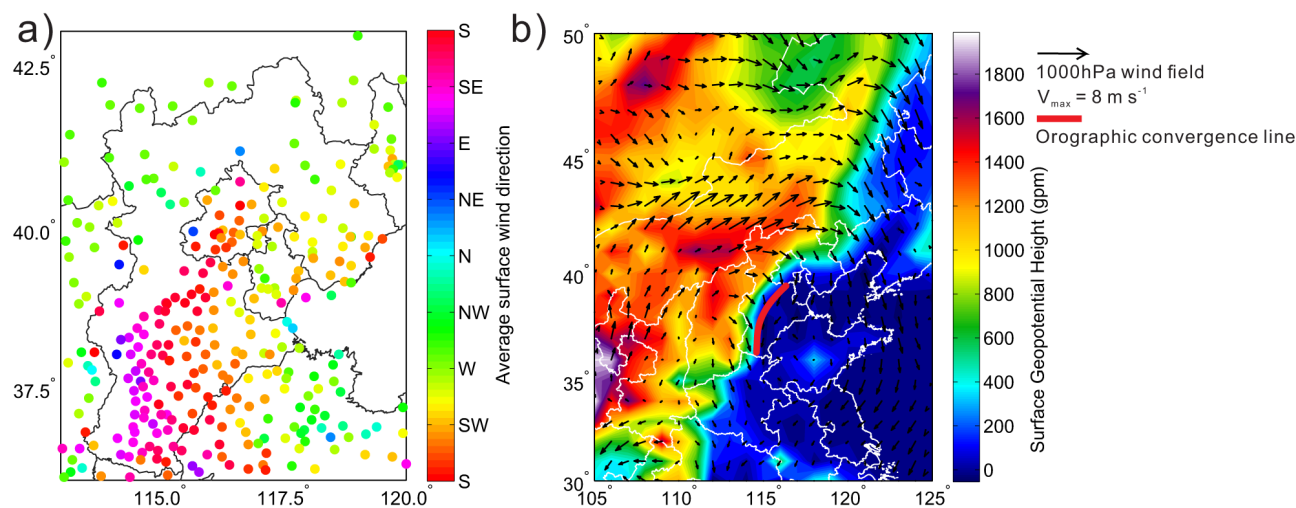 a)
42.5°
40.0°
37.5°
115.0°
117.5°
120.0°
S
SE
E
NE
N
NW
W
SW
S
Average surface wind direction
b)
50°
45°
40°
35°
30°
105°
110°
115°
120°
125°
1800
1600
1400
1200
1000
800
600
400
200
0
Surface Geopotential Height (gpm)
1000hPa wind field
Vmax = 8 m s-1
Orographic convergence line